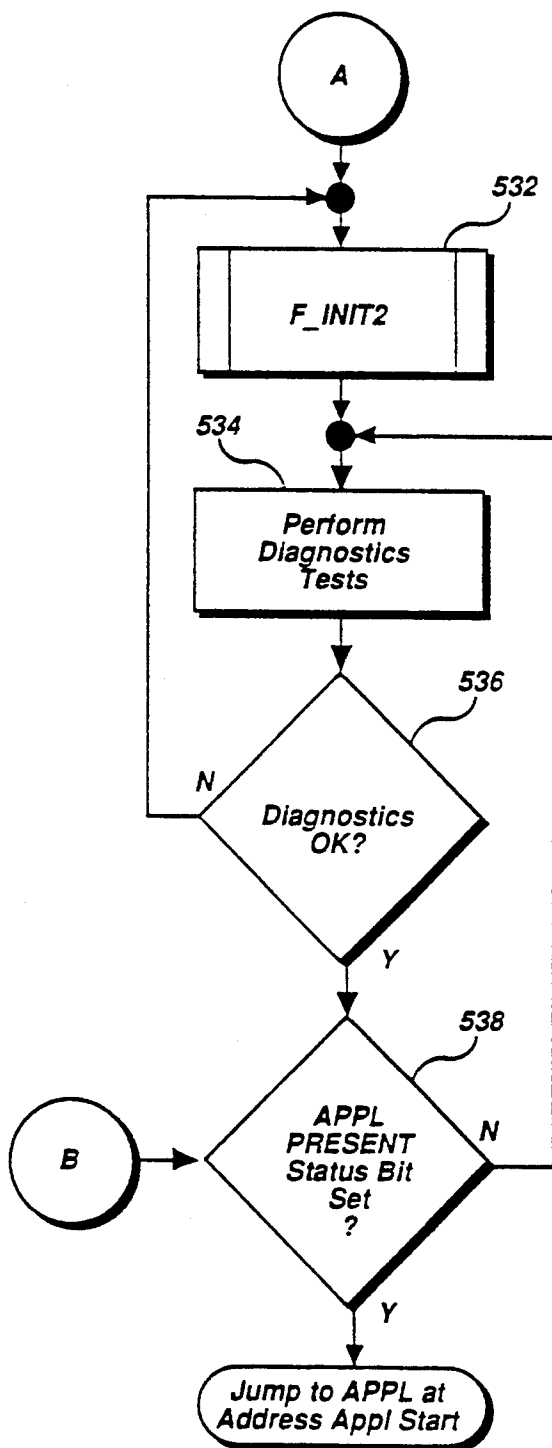 A
532
F_INIT2
534
Perform
Diagnostics
Tests
536
N
Diagnostics
OK?
Y
538
B
APPL
PRESENT
Status Bit
Set
?
N
Y
Jump to APPL at
Address Appl Start